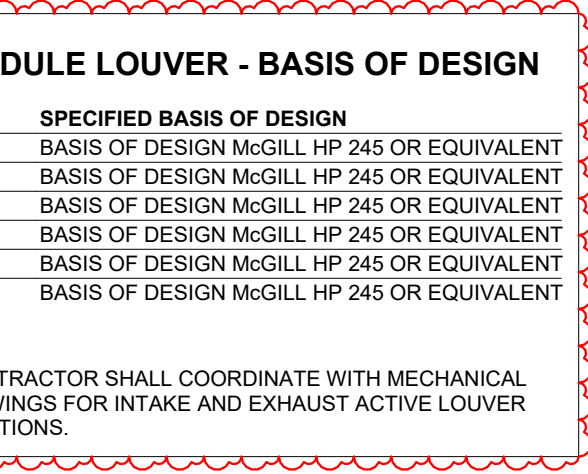 DULE LOUVER - BASIS OF DESIGN
SPECIFIED BASIS OF DESIGN
BASIS OF DESIGN McGILL HP 245 OR EQUIVALENT
BASIS OF DESIGN McGILL HP 245 OR EQUIVALENT
BASIS OF DESIGN McGILL HP 245 OR EQUIVALENT
BASIS OF DESIGN McGILL HP 245 OR EQUIVALENT
BASIS OF DESIGN McGILL HP 245 OR EQUIVALENT
BASIS OF DESIGN McGILL HP 245 OR EQUIVALENT
TRACTOR SHALL COORDINATE WITH MECHANICAL
WINGS FOR INTAKE AND EXHAUST ACTIVE LOUVER
TIONS.